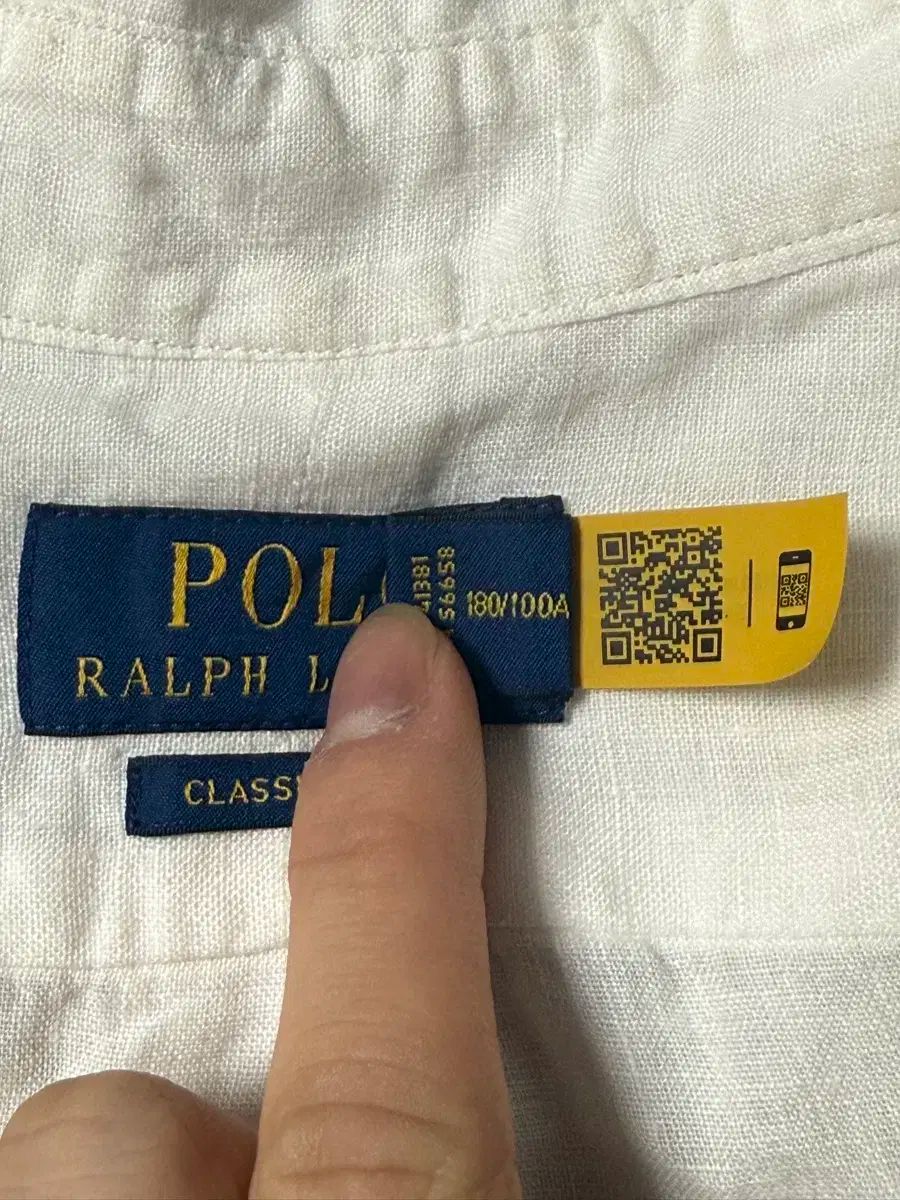 POL
RALPH L
180/100A
CLASS